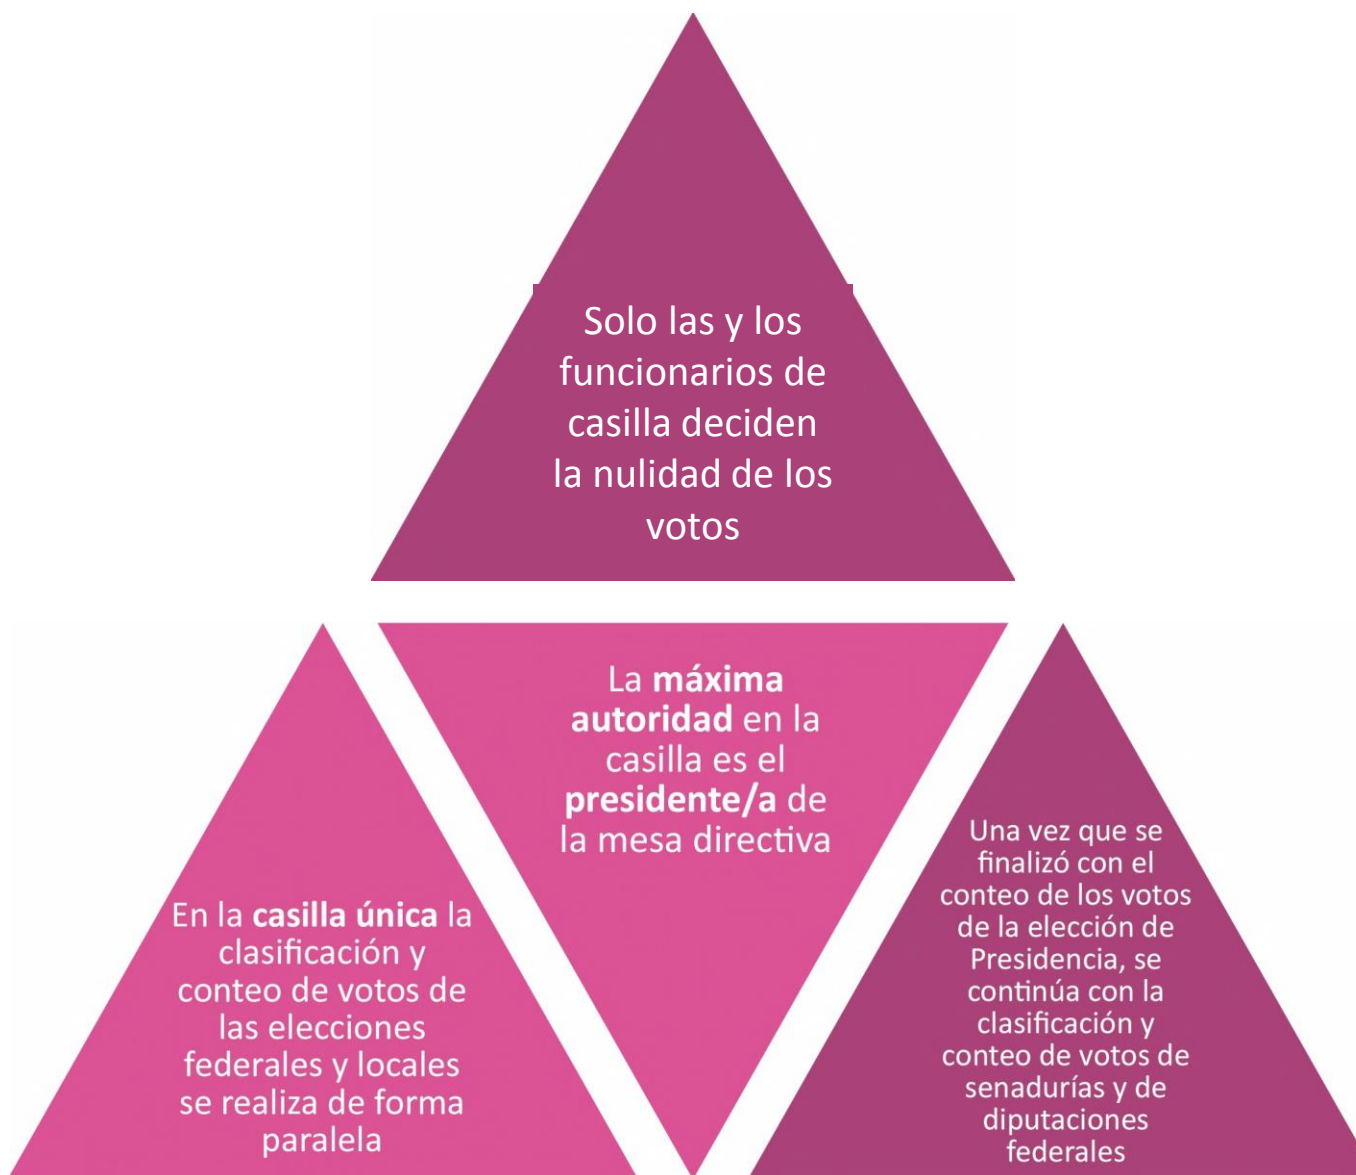 Solo las y los
funcionarios de
casilla deciden
la nulidad de los
votos
En la casilla única la
clasificación y
conteo de votos de
las elecciones
federales y locales
se realiza de forma
paralela
La máxima
autoridad en la
casilla es el
presidente/a de
la mesa directiva
Una vez que se
finalizó con el
conteo de los votos
de la elección de
Presidencia, se
continúa con la
clasificación y
conteo de votos de
senadurías y de
diputaciones
federales